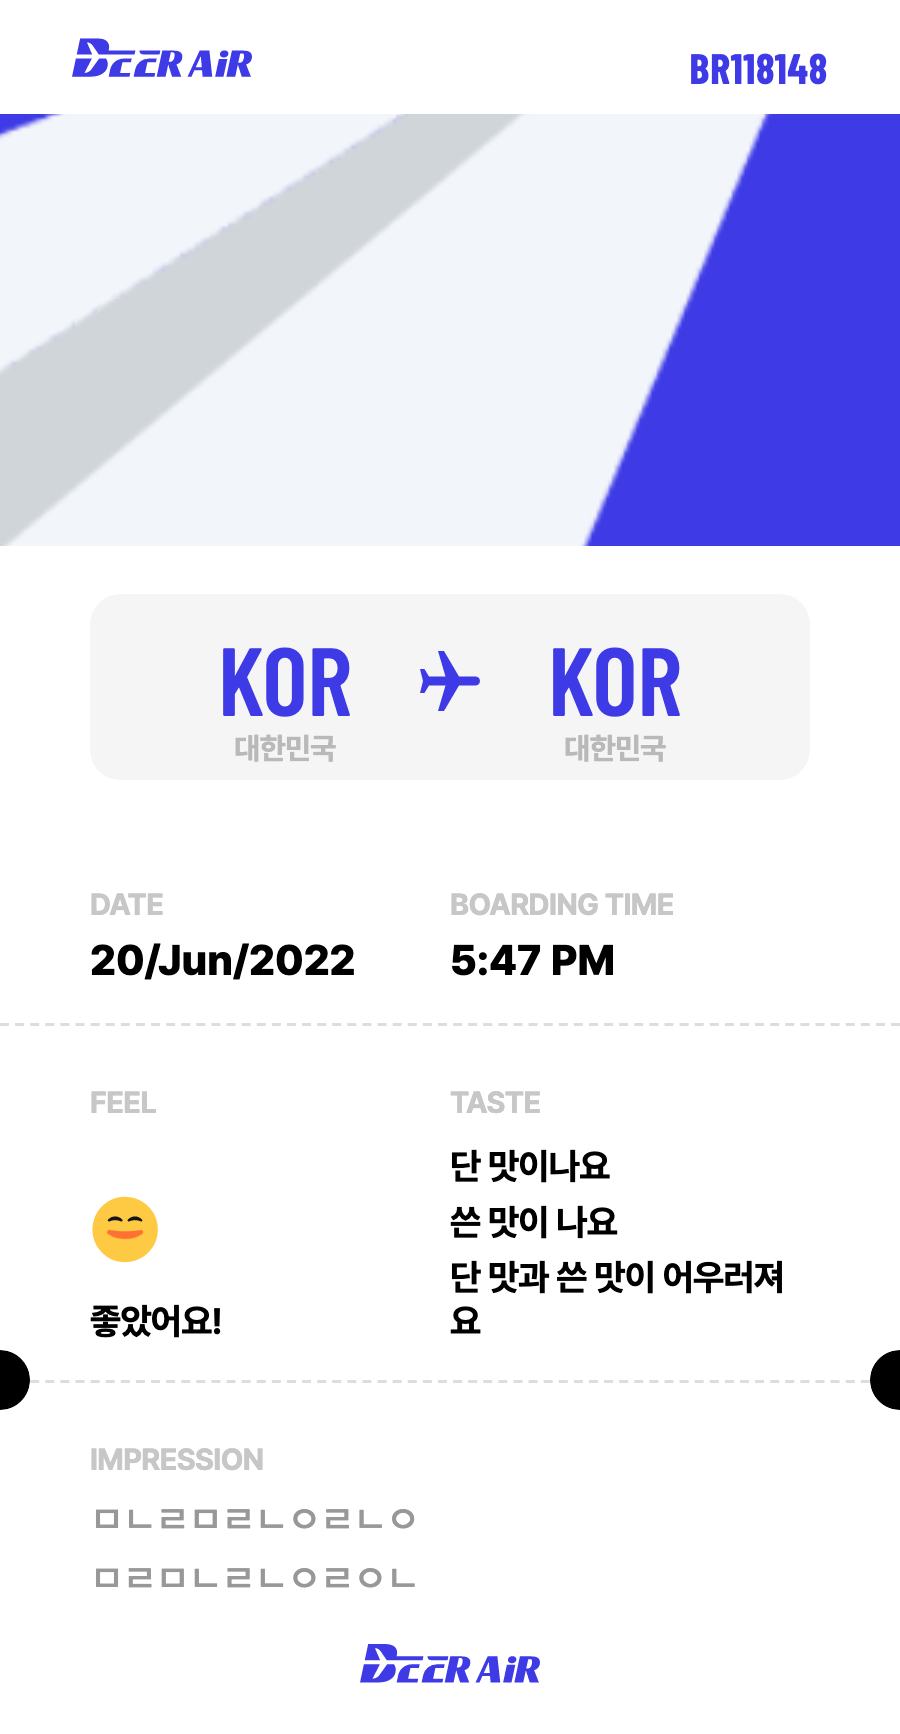 BEER AiR
BR118148
KOR KOR
대한민국 대한민국
DATE BOARDING TIME
20/Jun/2022 5:47 PM
FEEL TASTE
단 맛이나요
쓴 맛이 나요
단 맛과 쓴 맛이 어우러져
요
좋았어요!
IMPRESSION
ㅁㄴㄹㅁㄹㄴㅇㄹㄴㅇ
ㅁㄹㅁㄴㄹㄴㅇㄹㅇㄴ
BEER AiR